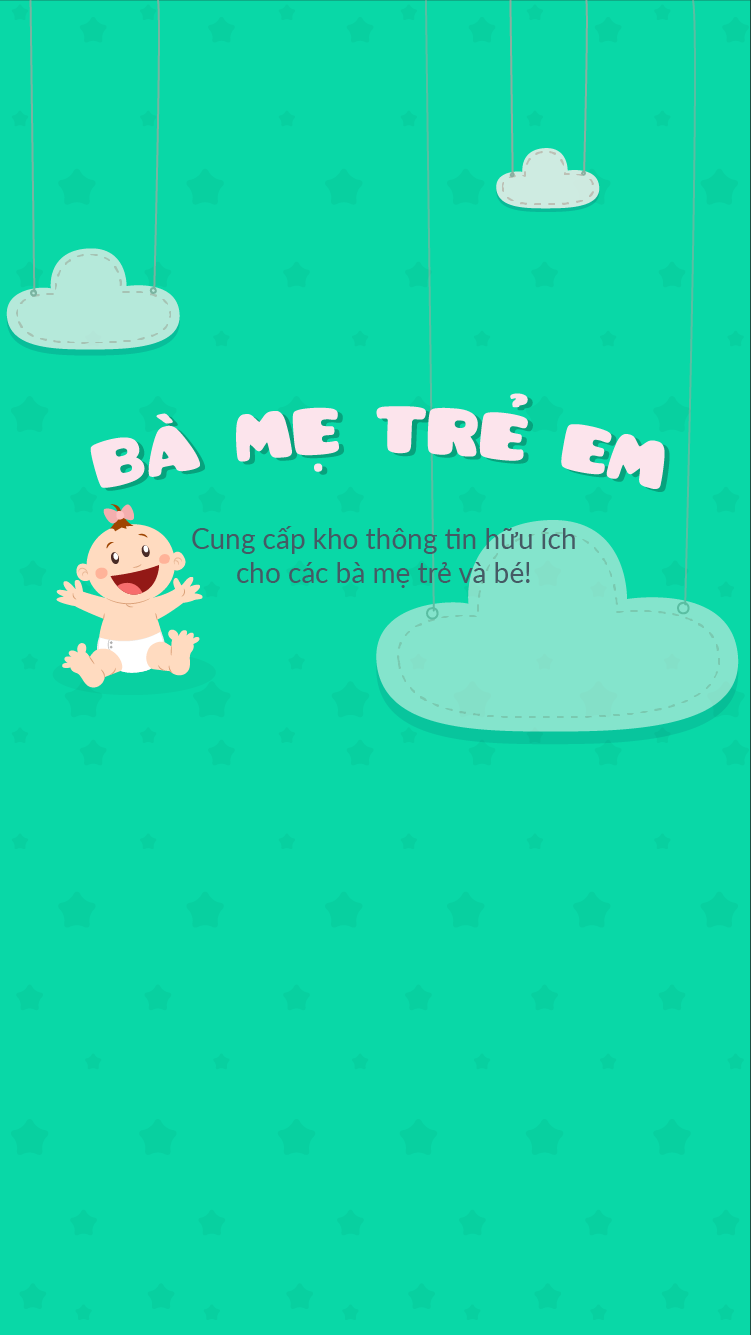 BÀ MẸ TRẺ EM
Cung cấp kho thông tin hữu ích
cho các bà mẹ trẻ và bé!